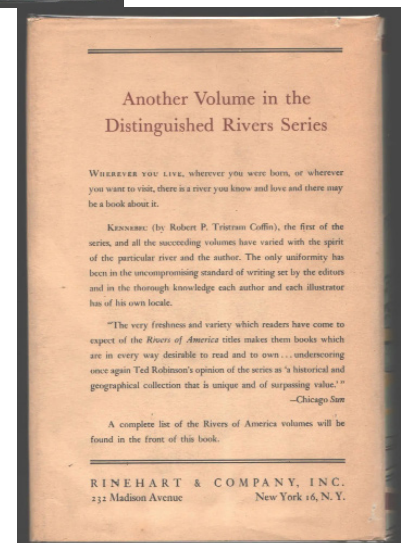 Another Volume in the
Distinguished Rivers Series
WHEREVER YOU LIVE, wherever you were born, or wherever
you want to visit, there is a river you know and love and there may
be a book about it.
KENNEBEC (by Robert P. Tristram Coffin), the first of the
series, and all the succeeding volumes have varied with the spirit
of the particular river and the author. The only uniformity has
been in the uncompromising standard of writing set by the editors
and in the thorough knowledge each author and each illustrator
has of his own locale.
"The very freshness and variety which readers have come to
expect of the Rivers of America titles makes them books which
are in every way desirable to read and to own . . . underscoring
once again Ted Robinson's opinion of the series as 'a historical and
geographical collection that is unique and of surpassing value.'"
—Chicago Sun
A complete list of the Rivers of America volumes will be
found in the front of this book.
RINEHART & COMPANY, INC.
232 Madison Avenue New York 16, N. Y.